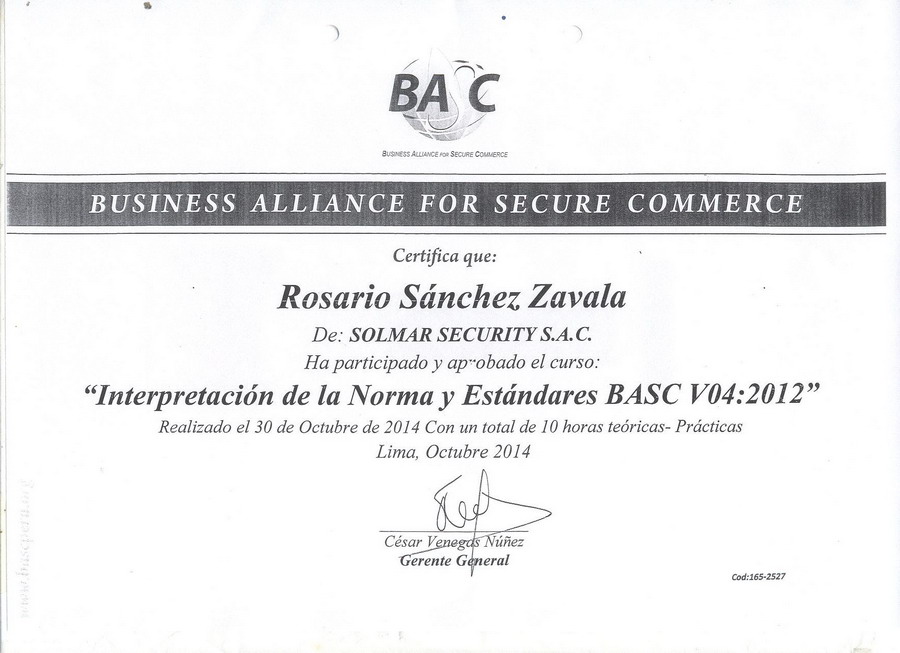 BASC
BUSINESS ALLIANCE FOR SECURE COMMERCE
BUSINESS ALLIANCE FOR SECURE COMMERCE
Certifica que:
Rosario Sánchez Zavala
De: SOLMAR SECURITY S.A.C.
Ha participado y aprobado el curso:
“Interpretación de la Norma y Estándares BASC V04:2012”
Realizado el 30 de Octubre de 2014 Con un total de 10 horas teóricas- Prácticas
Lima, Octubre 2014
César Venegas Núñez
Gerente General
Cod:165-2527
www.bascperu.org